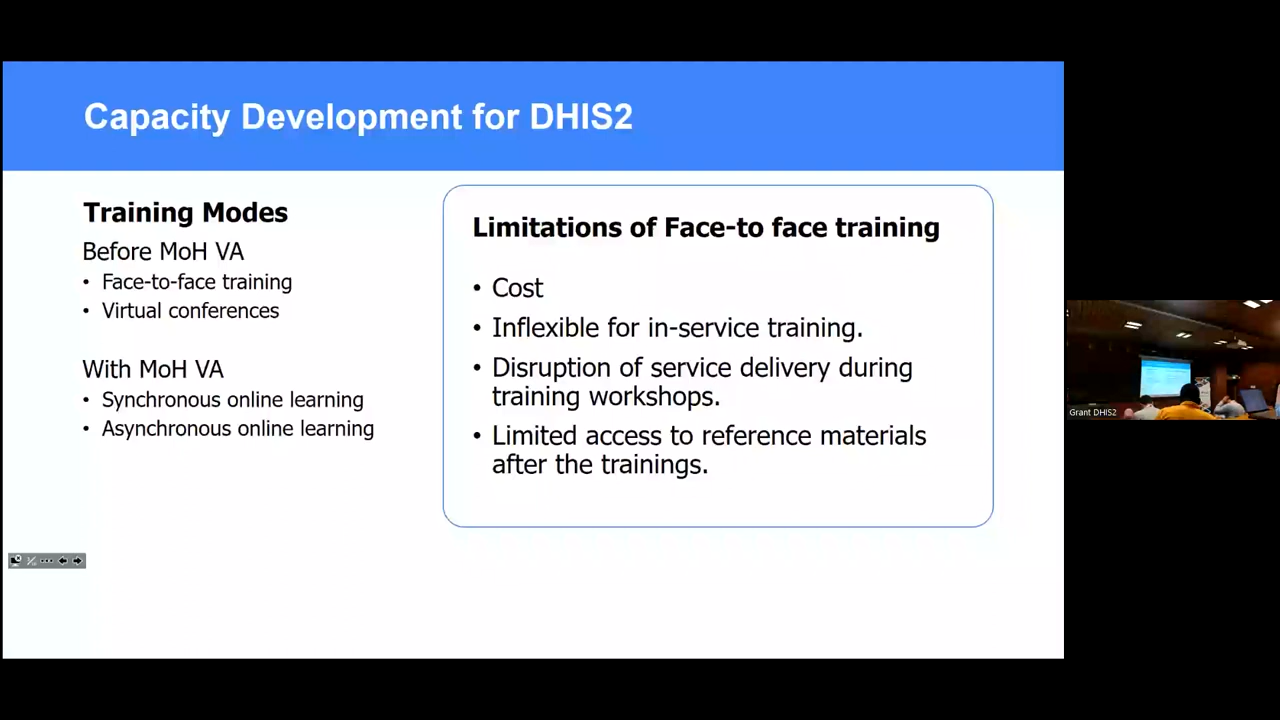 Capacity Development for DHIS2
Training Modes
Before MoH VA
• Face-to-face training
• Virtual conferences
With MoH VA
• Synchronous online learning
• Asynchronous online learning
Limitations of Face-to face training
• Cost
• Inflexible for in-service training.
• Disruption of service delivery during
training workshops.
• Limited access to reference materials
after the trainings.
Grant DHIS2